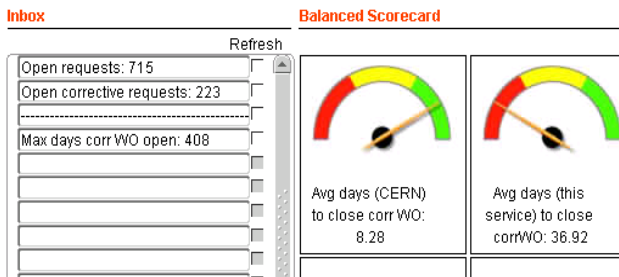 Inbox
Refresh
Open requests: 715
Open corrective requests: 223
-----------------------------------------------
Max days corr WO open: 408
Balanced Scorecard
Avg days (CERN)
to close corr WO:
8.28
Avg days (this
service) to close
corrWO: 36.92